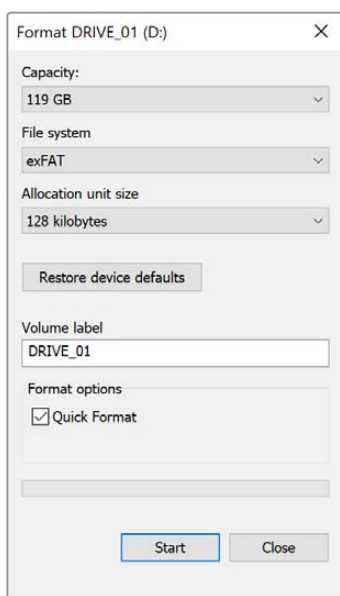 Format DRIVE_01 (D:)
Capacity:
119 GB
File system
exFAT
Allocation unit size
128 kilobytes
Restore device defaults
Volume label
DRIVE_01
Format options
Quick Format
Start Close